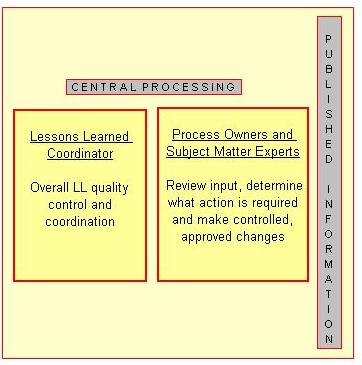 CENTRAL PROCESSING
Lessons Learned
Coordinator
Overall LL quality
control and
coordination
Process Owners and
Subject Matter Experts
Review input, determine
what action is required
and make controlled,
approved changes
PUBLISHED INFORMATION